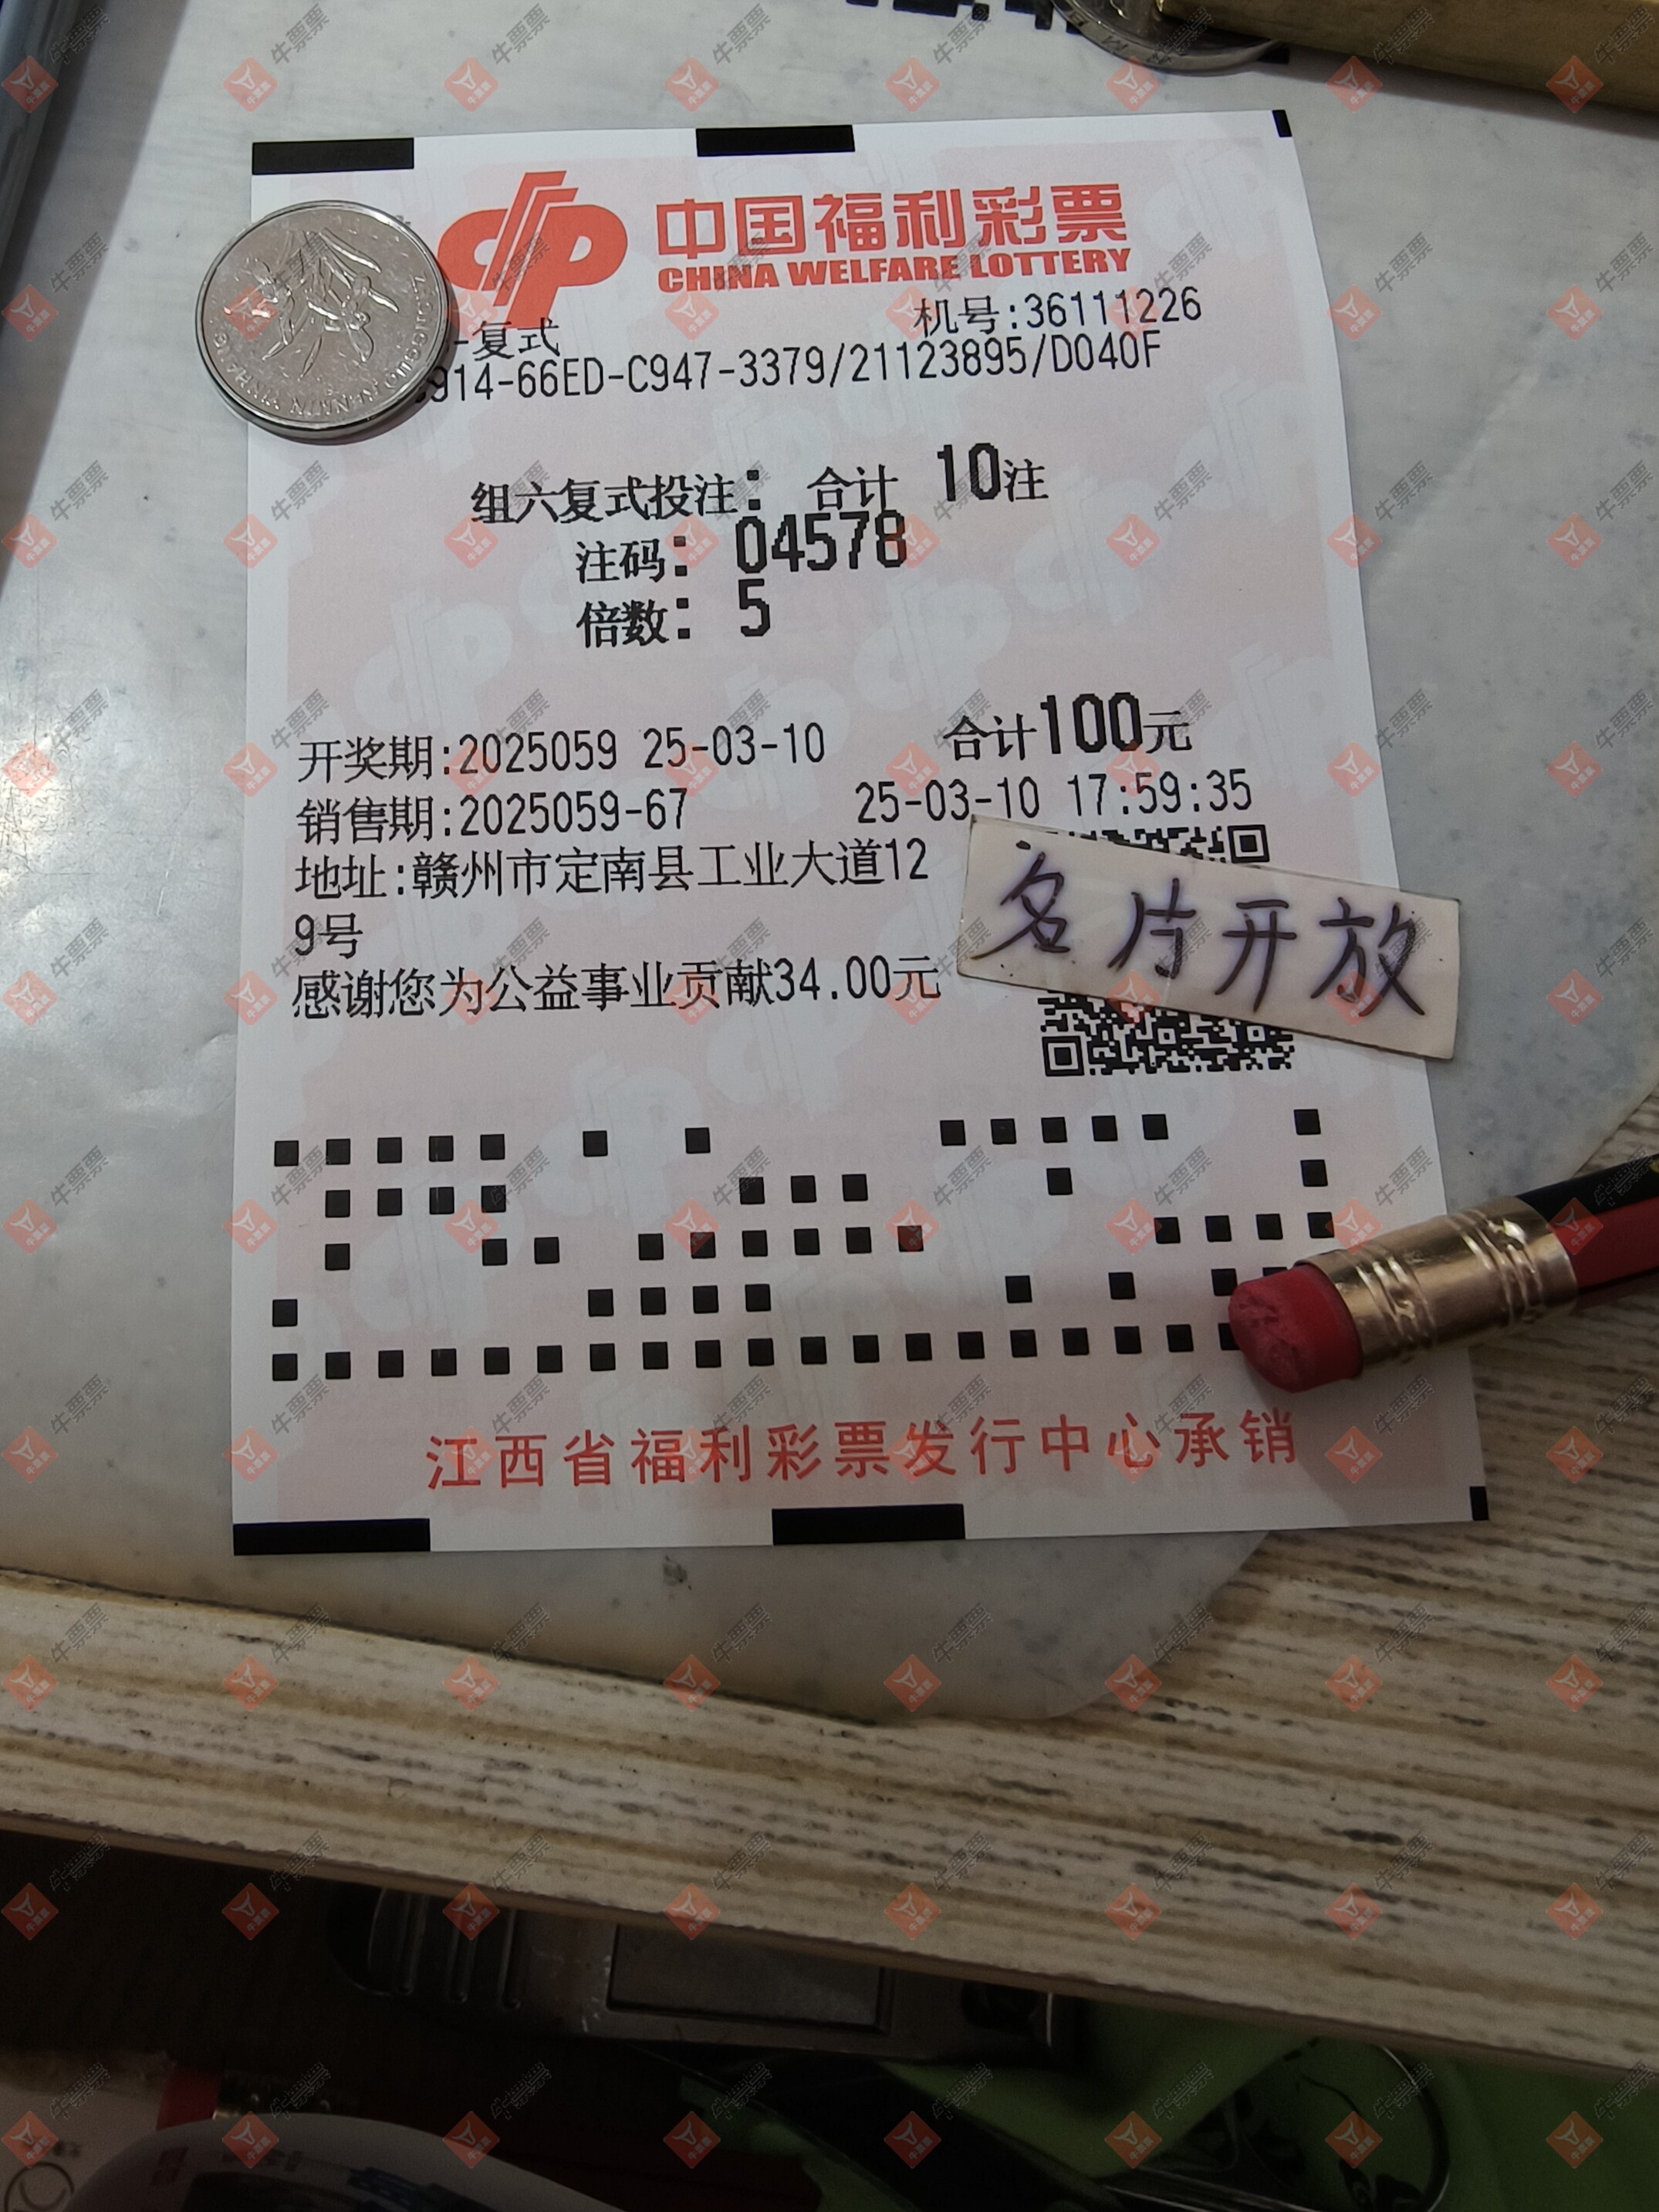 中国福利彩票
CHINA WELFARE LOTTERY
-复式 机号:36111226
914-66ED-C947-3379/21123895/D040F
组六复式投注: 合计 10注
注码: 04578
倍数: 5
开奖期:2025059 25-03-10 合计100元
销售期:2025059-67 25-03-10 17:59:35
地址:赣州市定南县工业大道12
9号
感谢您为公益事业贡献34.00元
名片开放
江西省福利彩票发行中心承销
牛票票